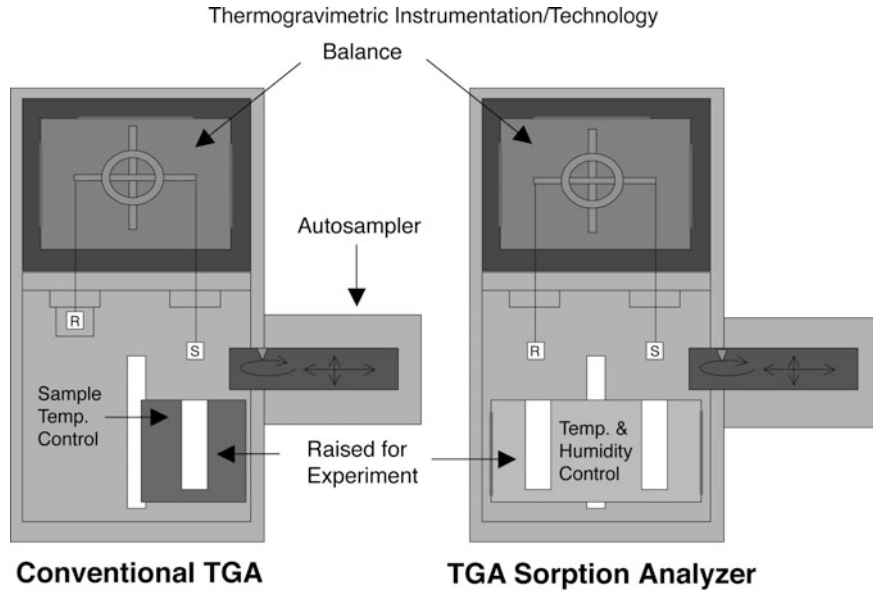 Thermogravimetric Instrumentation/Technology
Balance
Autosampler
R
S
R
S
Sample
Temp.
Control
Raised for
Experiment
Temp. &
Humidity
Control
Conventional TGA
TGA Sorption Analyzer